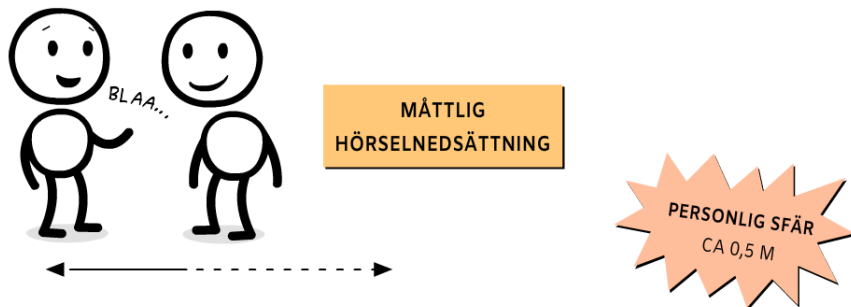 BLAA...
MÅTTLIG
HÖRSELNEDSÄTTNING
PERSONLIG SFÄR
CA 0,5 M